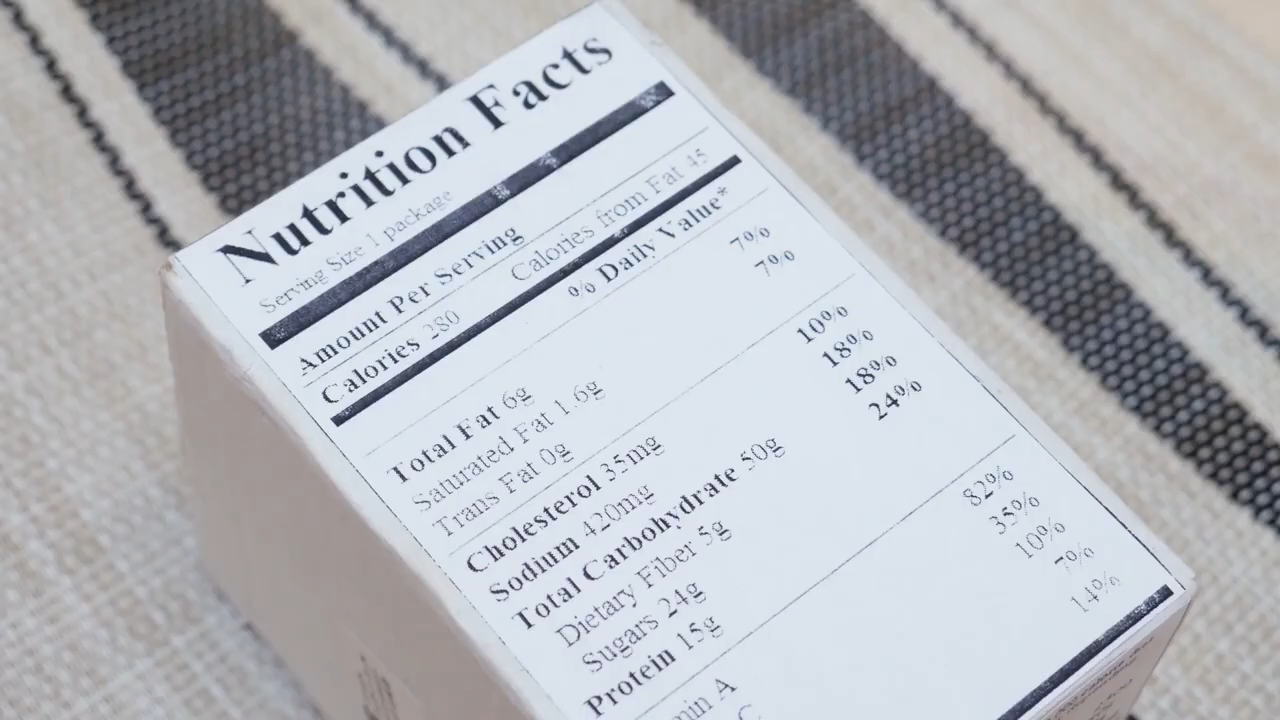 Nutrition Facts
Serving Size 1 package
Amount Per Serving
Calories 280 Calories from Fat 45
% Daily Value*
Total Fat 6g 7%
Saturated Fat 1.6g 7%
Trans Fat 0g
Cholesterol 35mg 10%
Sodium 420mg 18%
Total Carbohydrate 50g 18%
Dietary Fiber 5g 24%
Sugars 24g
Protein 15g
min A 82%
C 35%
10%
7%
14%